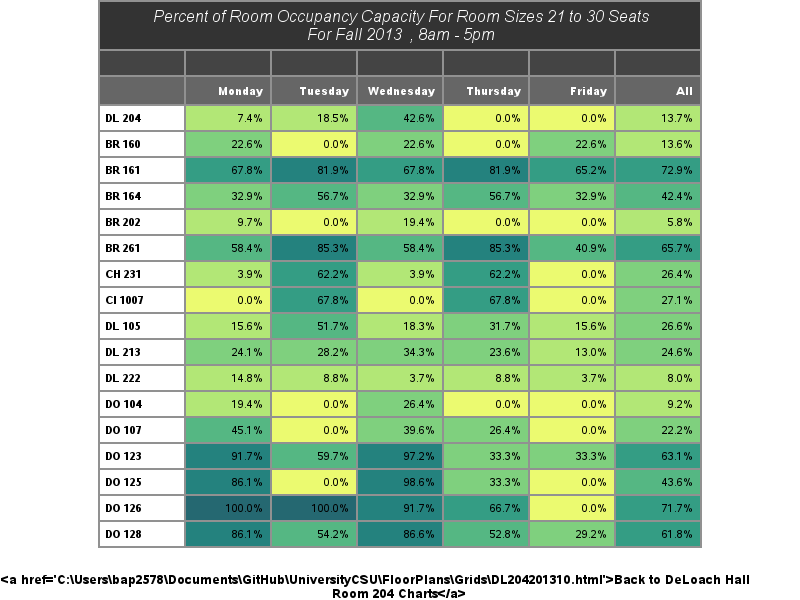 Percent of Room Occupancy Capacity For Room Sizes 21 to 30 Seats
For Fall 2013 , 8am - 5pm
Monday Tuesday Wednesday Thursday Friday All
DL 204 7.4% 18.5% 42.6% 0.0% 0.0% 13.7%
BR 160 22.6% 0.0% 22.6% 0.0% 22.6% 13.6%
BR 161 67.8% 81.9% 67.8% 81.9% 65.2% 72.9%
BR 164 32.9% 56.7% 32.9% 56.7% 32.9% 42.4%
BR 202 9.7% 0.0% 19.4% 0.0% 0.0% 5.8%
BR 261 58.4% 85.3% 58.4% 85.3% 40.9% 65.7%
CH 231 3.9% 62.2% 3.9% 62.2% 0.0% 26.4%
CI 1007 0.0% 67.8% 0.0% 67.8% 0.0% 27.1%
DL 105 15.6% 51.7% 18.3% 31.7% 15.6% 26.6%
DL 213 24.1% 28.2% 34.3% 23.6% 13.0% 24.6%
DL 222 14.8% 8.8% 3.7% 8.8% 3.7% 8.0%
DO 104 19.4% 0.0% 26.4% 0.0% 0.0% 9.2%
DO 107 45.1% 0.0% 39.6% 26.4% 0.0% 22.2%
DO 123 91.7% 59.7% 97.2% 33.3% 33.3% 63.1%
DO 125 86.1% 0.0% 98.6% 33.3% 0.0% 43.6%
DO 126 100.0% 100.0% 91.7% 66.7% 0.0% 71.7%
DO 128 86.1% 54.2% 86.6% 52.8% 29.2% 61.8%
<a href='C:\Users\bap2578\Documents\GitHub\UniversityCSU\FloorPlans\Grids\DL204201310.html'>Back to DeLoach Hall
Room 204 Charts</a>